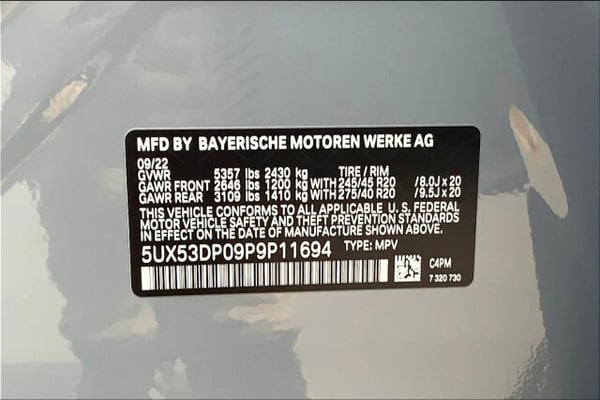 MFD BY BAYERISCHE MOTOREN WERKE AG
09/22
GVWR 5357 lbs 2430 kg TIRE / RIM
GAWR FRONT 2646 lbs 1200 kg WITH 245/45 R20 /8.0J x 20
GAWR REAR 3109 lbs 1410 kg WITH 275/40 R20 /9.5J x 20
THIS VEHICLE CONFORMS TO ALL APPLICABLE U. S. FEDERAL
MOTOR VEHICLE SAFETY AND THEFT PREVENTION STANDARDS
IN EFFECT ON THE DATE OF MANUFACTURE SHOWN ABOVE.
5UX53DP09P9P11694 TYPE: MPV
C4PM
7 320 730